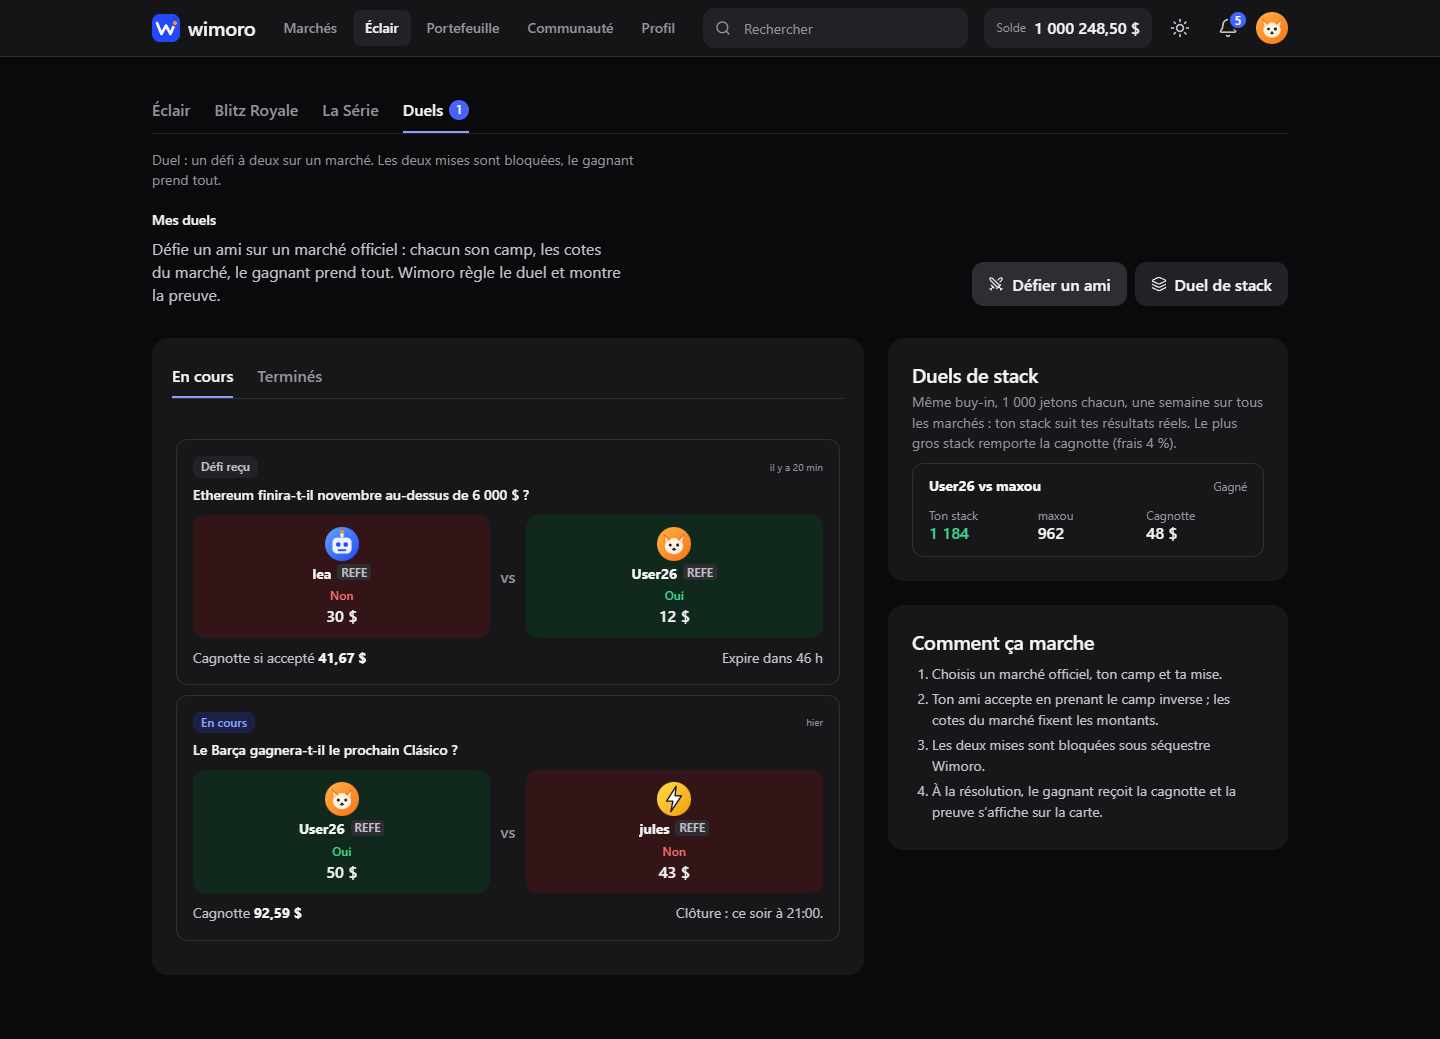 wimoro
Marchés
Éclair
Portefeuille
Communauté
Profil
Rechercher
Solde 1 000 248,50 $
5
Éclair
Blitz Royale
La Série
Duels 1
Duel : un défi à deux sur un marché. Les deux mises sont bloquées, le gagnant
prend tout.
Mes duels
Défie un ami sur un marché officiel : chacun son camp, les cotes
du marché, le gagnant prend tout. Wimoro règle le duel et montre
la preuve.
Défier un ami
Duel de stack
En cours
Terminés
Défi reçu
il y a 20 min
Ethereum finira-t-il novembre au-dessus de 6 000 $ ?
lea REFE
Non
30 $
vs
User26 REFE
Oui
12 $
Cagnotte si accepté 41,67 $
Expire dans 46 h
En cours
hier
Le Barça gagnera-t-il le prochain Clásico ?
User26 REFE
Oui
50 $
vs
jules REFE
Non
43 $
Cagnotte 92,59 $
Clôture : ce soir à 21:00.
Duels de stack
Même buy-in, 1 000 jetons chacun, une semaine sur tous
les marchés : ton stack suit tes résultats réels. Le plus
gros stack remporte la cagnotte (frais 4 %).
User26 vs maxou
Gagné
Ton stack
1 184
maxou
962
Cagnotte
48 $
Comment ça marche
1. Choisis un marché officiel, ton camp et ta mise.
2. Ton ami accepte en prenant le camp inverse ; les
cotes du marché fixent les montants.
3. Les deux mises sont bloquées sous séquestre
Wimoro.
4. À la résolution, le gagnant reçoit la cagnotte et la
preuve s'affiche sur la carte.